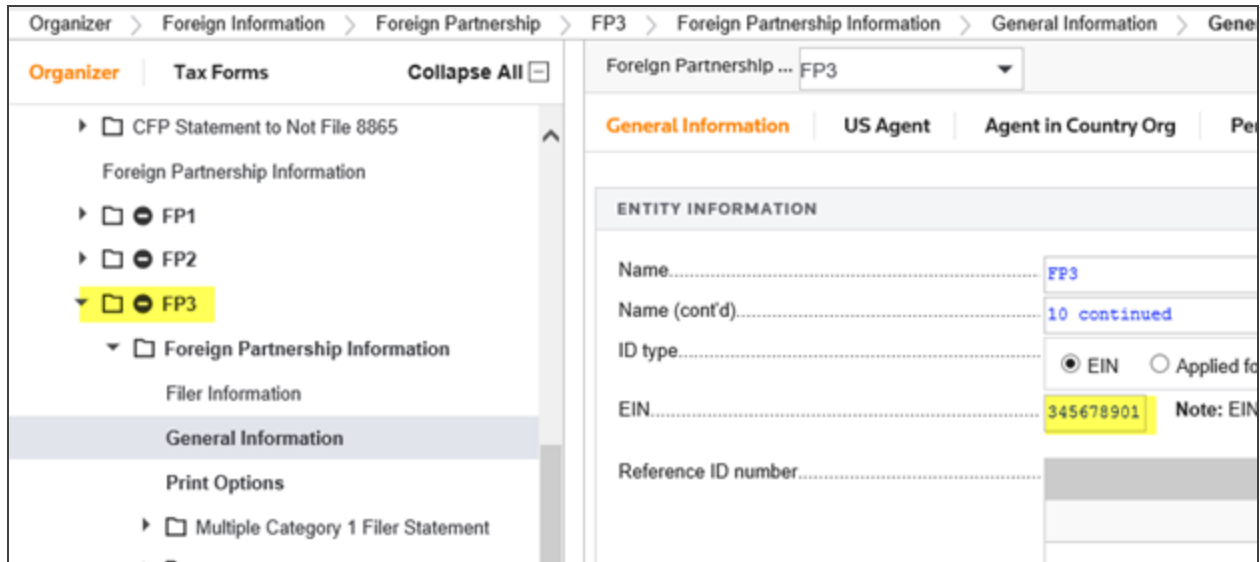 Organizer > Foreign Information > Foreign Partnership > FP3 > Foreign Partnership Information > General Information >
Organizer Tax Forms Collapse All
CFP Statement to Not File 8865
Foreign Partnership Information
FP1
FP2
FP3
Foreign Partnership Information
Filer Information
General Information
Print Options
Multiple Category 1 Filer Statement
Foreign Partnership ... FP3
General Information US Agent Agent in Country Org
ENTITY INFORMATION
Name FP3
Name (cont'd) 10 continued
ID type EIN Applied
EIN 345678901 Note: EIN
Reference ID number